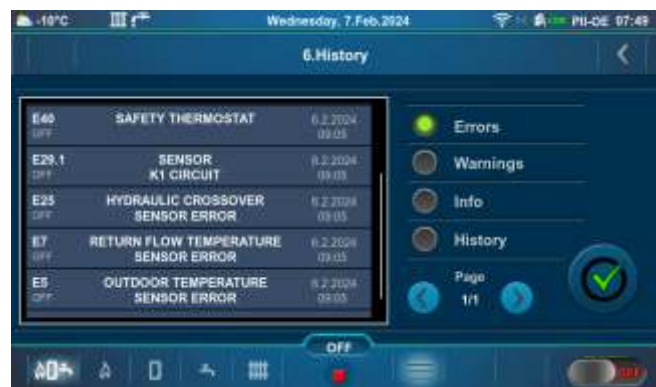 -10°C Wednesday, 7.Feb.2024 PII-OE 07:49
6.History
E40 SAFETY THERMOSTAT 6.2.2024
OFF 09:05
Errors
E29.1 SENSOR 6.2.2024
OFF K1 CIRCUIT 09:05
Warnings
E25 HYDRAULIC CROSSOVER 6.2.2024
OFF SENSOR ERROR 09:05
Info
E7 RETURN FLOW TEMPERATURE 6.2.2024
OFF SENSOR ERROR 09:05
History
E5 OUTDOOR TEMPERATURE 6.2.2024
OFF SENSOR ERROR 09:05
Page
1/1
OFF
OFF